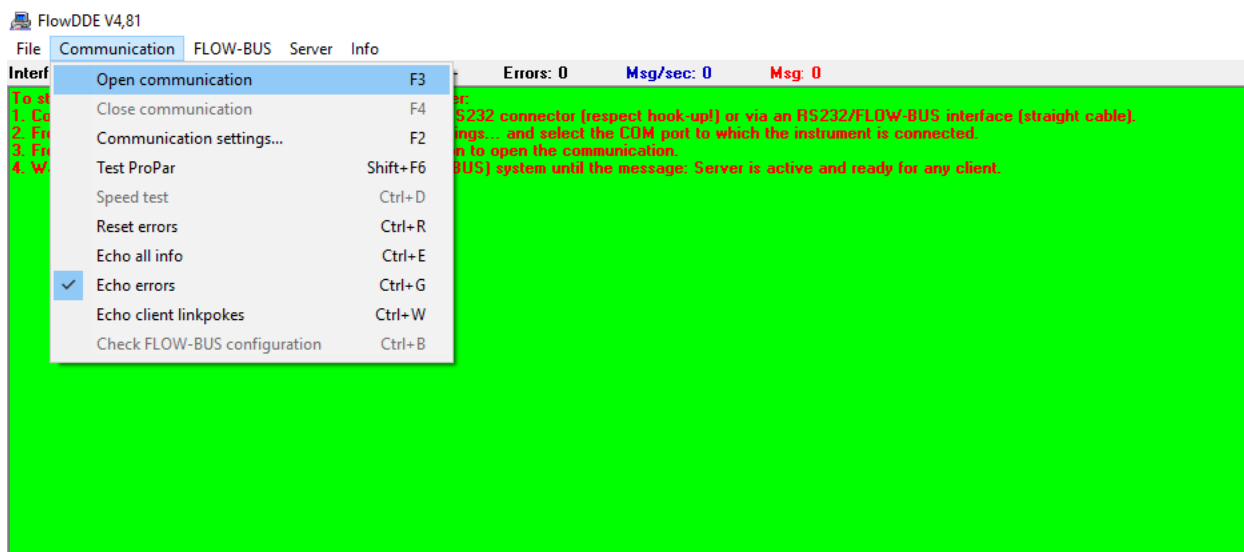 FlowDDE V4,81
File Communication FLOW-BUS Server Info
Interf Errors: 0 Msg/sec: 0 Msg: 0
Open communication F3
Close communication F4
Communication settings... F2
Test ProPar Shift+F6
Speed test Ctrl+D
Reset errors Ctrl+R
Echo all info Ctrl+E
Echo errors Ctrl+G
Echo client linkpokes Ctrl+W
Check FLOW-BUS configuration Ctrl+B
To st er:
1. Co S232 connector (respect hook-up!) or via an RS232/FLOW-BUS interface (straight cable).
2. Fr ings... and select the COM port to which the instrument is connected.
3. Fr n to open the communication.
4. W BUS) system until the message: Server is active and ready for any client.